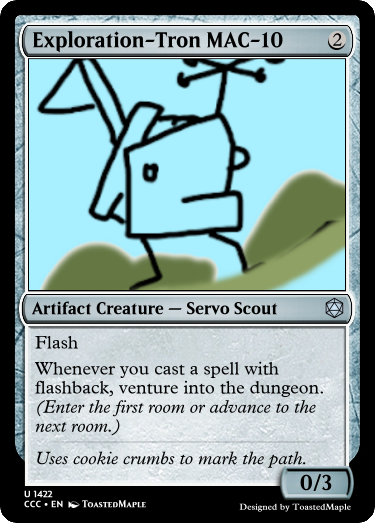 Exploration-Tron MAC-10 2
Artifact Creature — Servo Scout
Flash
Whenever you cast a spell with
flashback, venture into the dungeon.
(Enter the first room or advance to the
next room.)
Uses cookie crumbs to mark the path.
0/3
U 1422
CCC • EN ToastedMaple
Designed by ToastedMaple